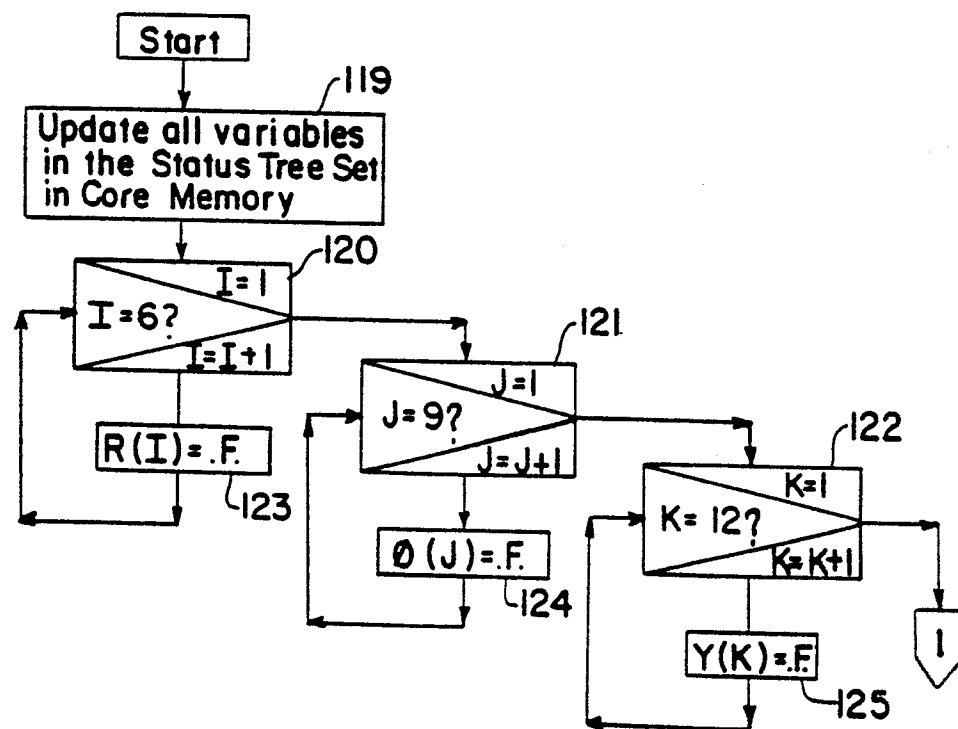 Start
119
Update all variables
in the Status Tree Set
in Core Memory
120
I=1
I=6?
I=I+1
R(I)=.F.
123
121
J=1
J=9?
J=J+1
Ø(J)=.F.
124
122
K=1
K=12?
K=K+1
Y(K)=.F.
125
1